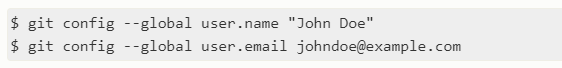 $ git config --global user.name "John Doe"
$ git config --global user.email johndoe@example.com